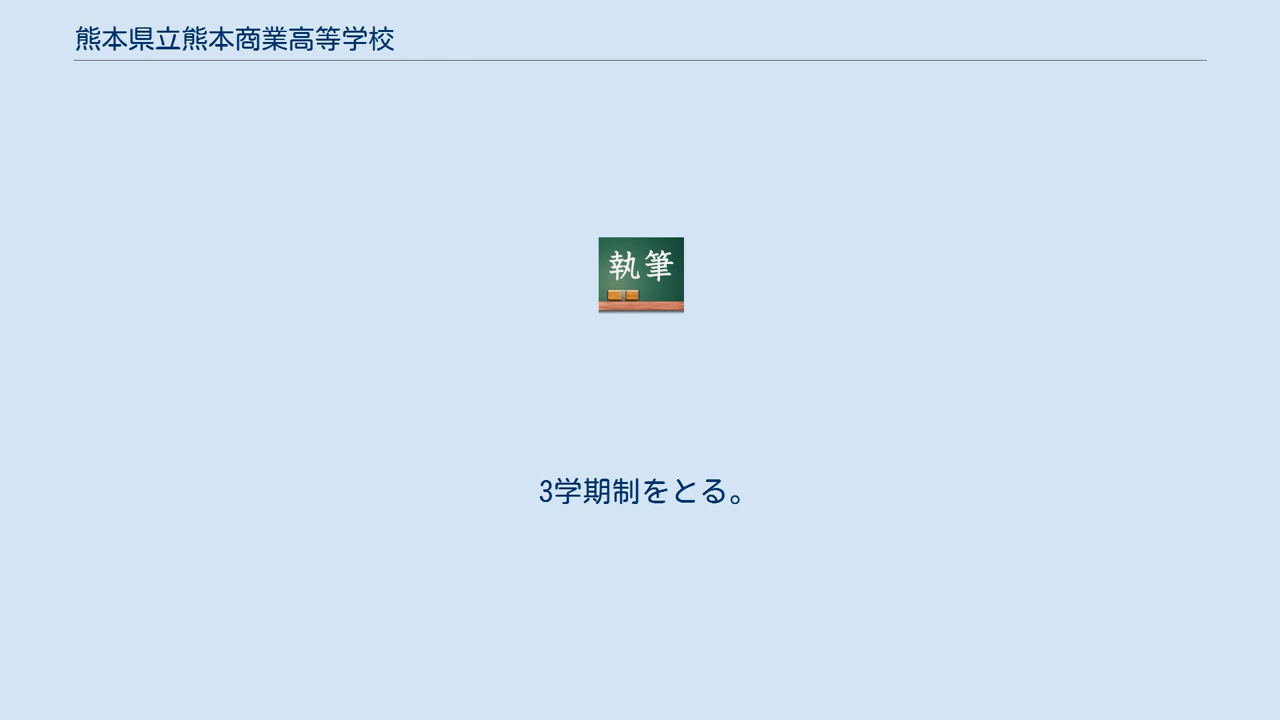 熊本県立熊本商業高等学校
執筆
3学期制をとる。